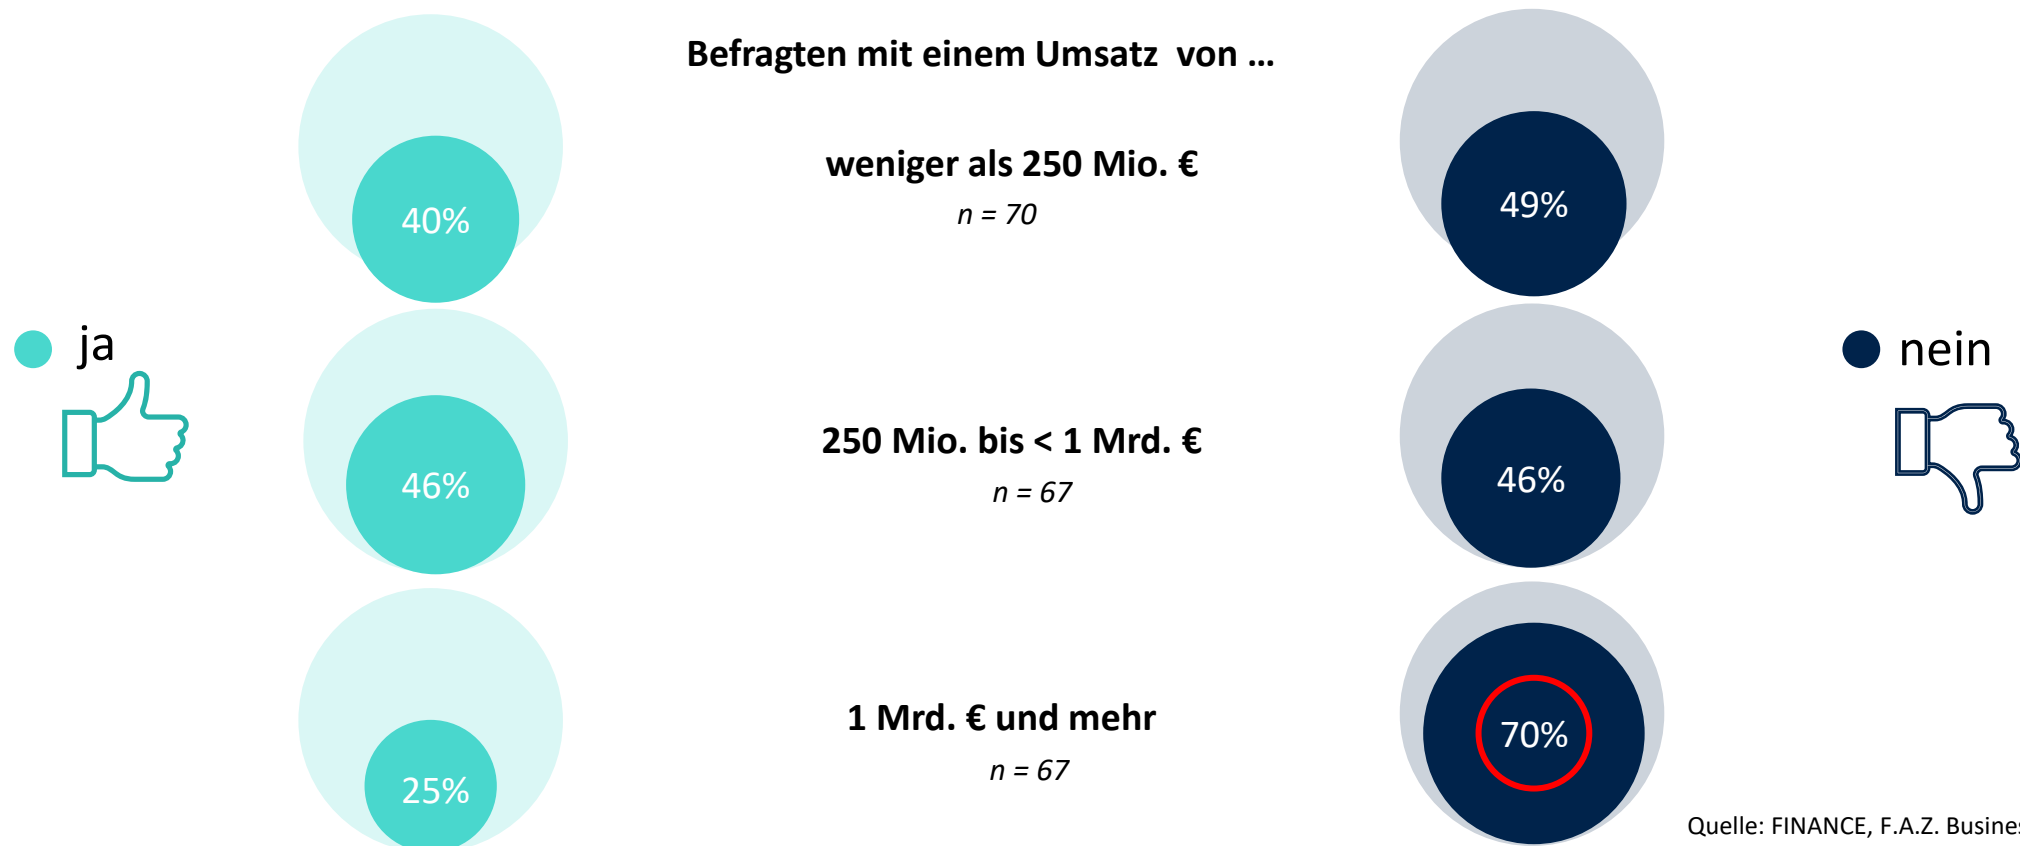 Befragten mit einem Umsatz von ...
weniger als 250 Mio. €
n = 70
40%
49%
ja
nein
250 Mio. bis < 1 Mrd. €
n = 67
46%
46%
1 Mrd. € und mehr
n = 67
25%
70%
Quelle: FINANCE, F.A.Z. Busines